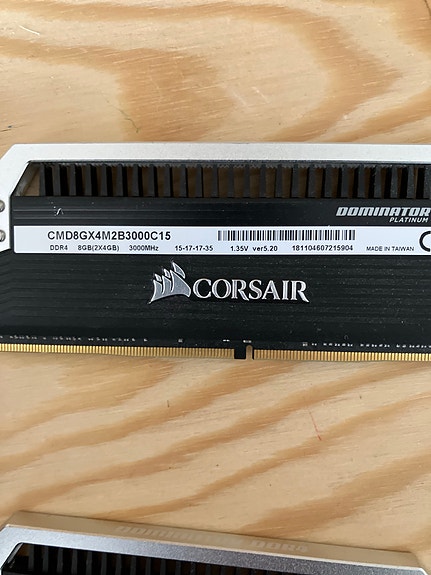 DOMINATOR
PLATINUM
CMD8GX4M2B3000C15
DDR4 8GB(2X4GB) 3000MHz 15-17-17-35 1.35V ver5.20 181104607215904 MADE IN TAIWAN
CORSAIR